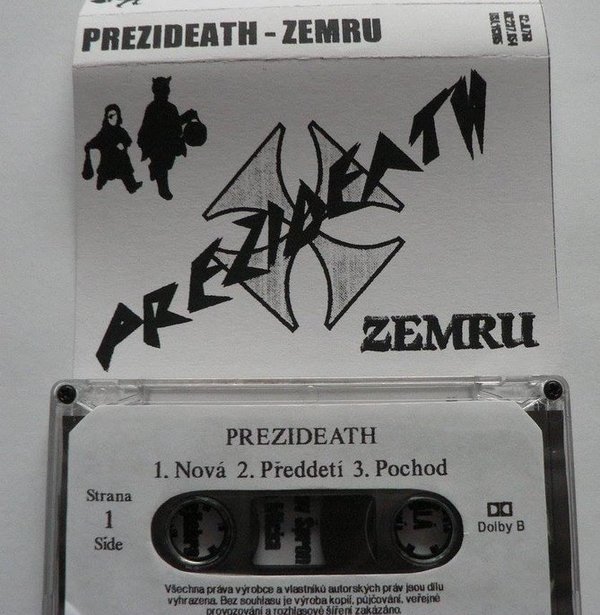 PREZIDEATH - ZEMRU
PREZIDEATH
ZEMRU
PREZIDEATH
1. Nová 2. Předdetí 3. Pochod
Strana
1
Side
Dolby B
Všechna práva výrobce a vlastníků autorských práv jsou dílu
vyhrazena. Bez souhlasu je výroba kopií, půjčování, veřejné
provozování a rozhlasové šíření zakázáno.